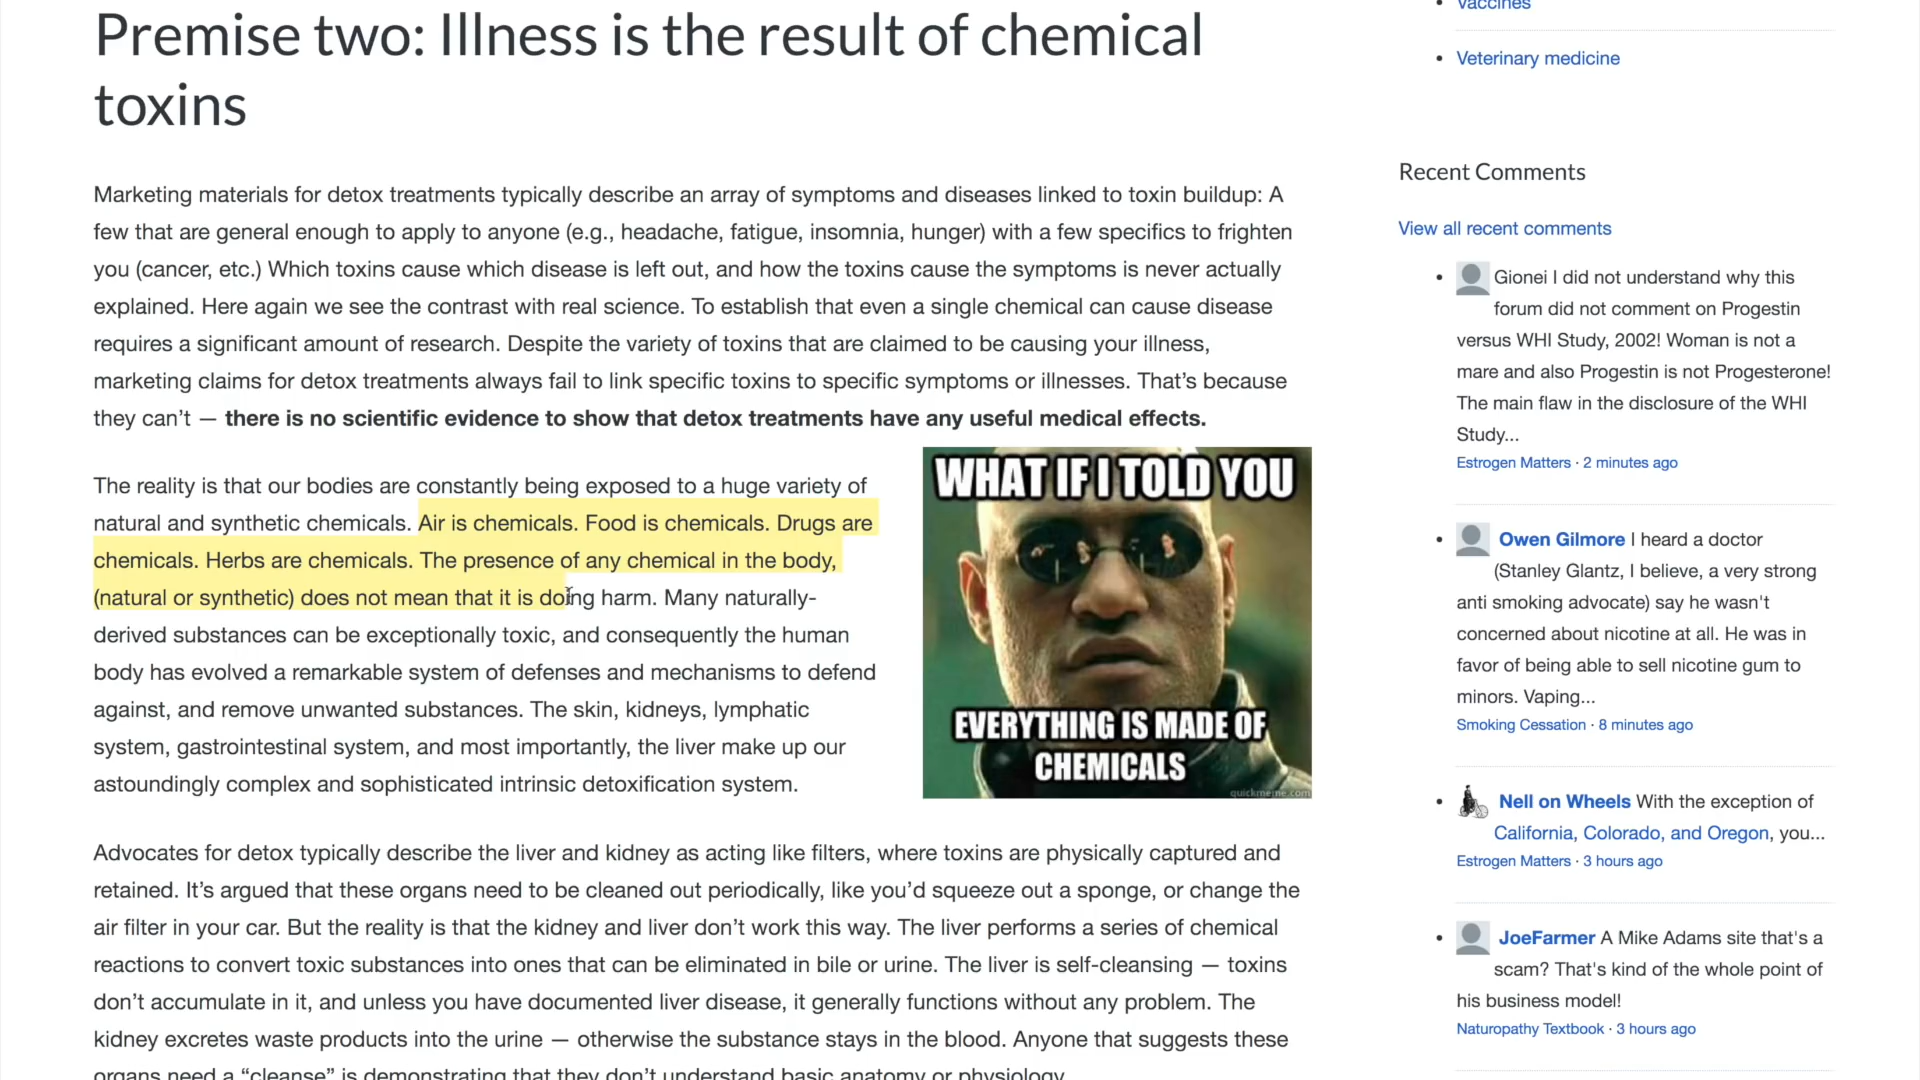 Premise two: Illness is the result of chemical
toxins
Marketing materials for detox treatments typically describe an array of symptoms and diseases linked to toxin buildup: A
few that are general enough to apply to anyone (e.g., headache, fatigue, insomnia, hunger) with a few specifics to frighten
you (cancer, etc.) Which toxins cause which disease is left out, and how the toxins cause the symptoms is never actually
explained. Here again we see the contrast with real science. To establish that even a single chemical can cause disease
requires a significant amount of research. Despite the variety of toxins that are claimed to be causing your illness,
marketing claims for detox treatments always fail to link specific toxins to specific symptoms or illnesses. That’s because
they can’t — there is no scientific evidence to show that detox treatments have any useful medical effects.
The reality is that our bodies are constantly being exposed to a huge variety of
natural and synthetic chemicals. Air is chemicals. Food is chemicals. Drugs are
chemicals. Herbs are chemicals. The presence of any chemical in the body,
(natural or synthetic) does not mean that it is doing harm. Many naturally-
derived substances can be exceptionally toxic, and consequently the human
body has evolved a remarkable system of defenses and mechanisms to defend
against, and remove unwanted substances. The skin, kidneys, lymphatic
system, gastrointestinal system, and most importantly, the liver make up our
astoundingly complex and sophisticated intrinsic detoxification system.
WHAT IF I TOLD YOU
EVERYTHING IS MADE OF
CHEMICALS
quickmeme.com
Advocates for detox typically describe the liver and kidney as acting like filters, where toxins are physically captured and
retained. It’s argued that these organs need to be cleaned out periodically, like you’d squeeze out a sponge, or change the
air filter in your car. But the reality is that the kidney and liver don’t work this way. The liver performs a series of chemical
reactions to convert toxic substances into ones that can be eliminated in bile or urine. The liver is self-cleansing — toxins
don’t accumulate in it, and unless you have documented liver disease, it generally functions without any problem. The
kidney excretes waste products into the urine — otherwise the substance stays in the blood. Anyone that suggests these
organs need a “cleanse” is demonstrating that they don’t understand basic anatomy or physiology.
Vaccines
Veterinary medicine
Recent Comments
View all recent comments
Gionei I did not understand why this
forum did not comment on Progestin
versus WHI Study, 2002! Woman is not a
mare and also Progestin is not Progesterone!
The main flaw in the disclosure of the WHI
Study...
Estrogen Matters · 2 minutes ago
Owen Gilmore I heard a doctor
(Stanley Glantz, I believe, a very strong
anti smoking advocate) say he wasn't
concerned about nicotine at all. He was in
favor of being able to sell nicotine gum to
minors. Vaping...
Smoking Cessation · 8 minutes ago
Nell on Wheels With the exception of
California, Colorado, and Oregon, you...
Estrogen Matters · 3 hours ago
JoeFarmer A Mike Adams site that's a
scam? That's kind of the whole point of
his business model!
Naturopathy Textbook · 3 hours ago